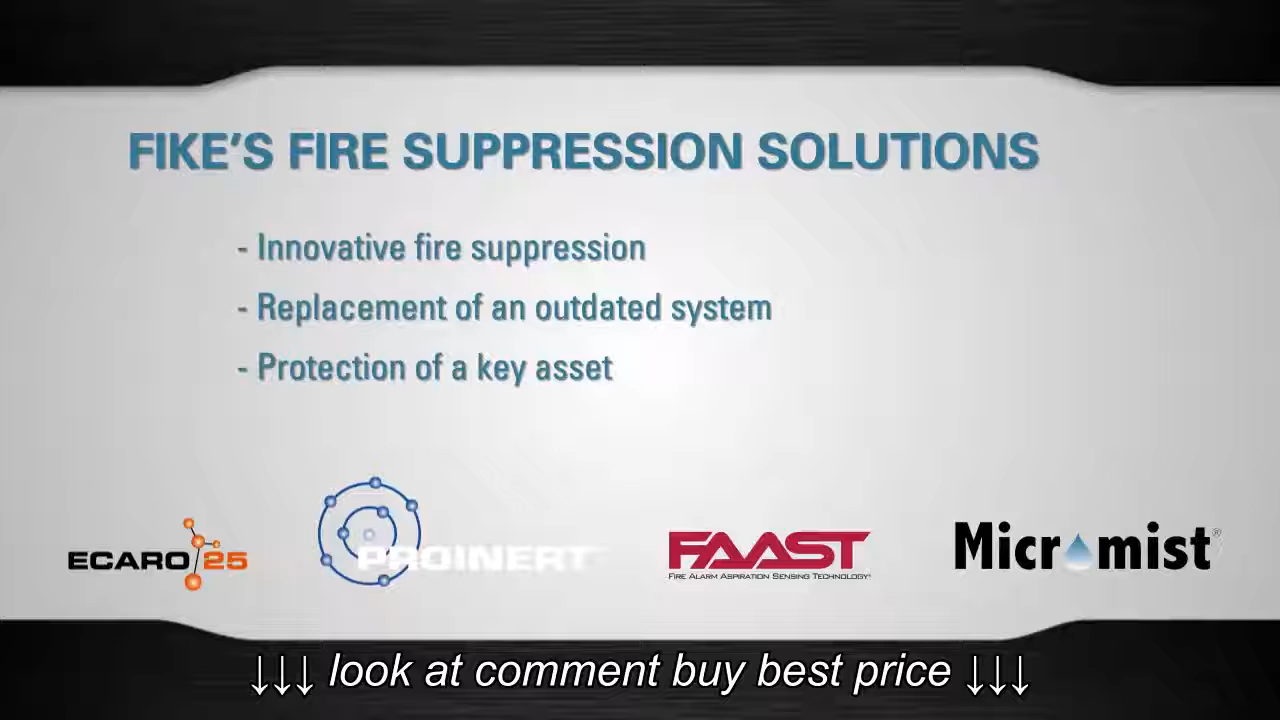 FIKE'S FIRE SUPPRESSION SOLUTIONS
- Innovative fire suppression
- Replacement of an outdated system
- Protection of a key asset
ECARO 25
PROINERT
FAAST
FIRE ALARM ASPIRATION SENSING TECHNOLOGY®
Micromist®
↓↓↓ look at comment buy best price ↓↓↓